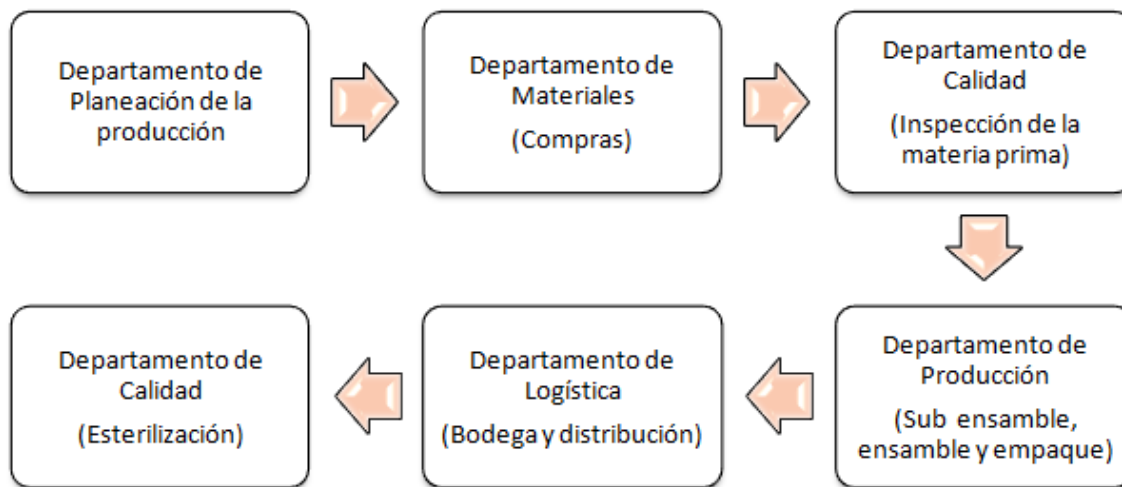 Departamento de
Planeación de la
producción
Departamento de
Materiales
(Compras)
Departamento de
Calidad
(Inspección de la
materia prima)
Departamento de
Calidad
(Esterilización)
Departamento de
Logística
(Bodega y distribución)
Departamento de
Producción
(Sub ensamble,
ensamble y empaque)